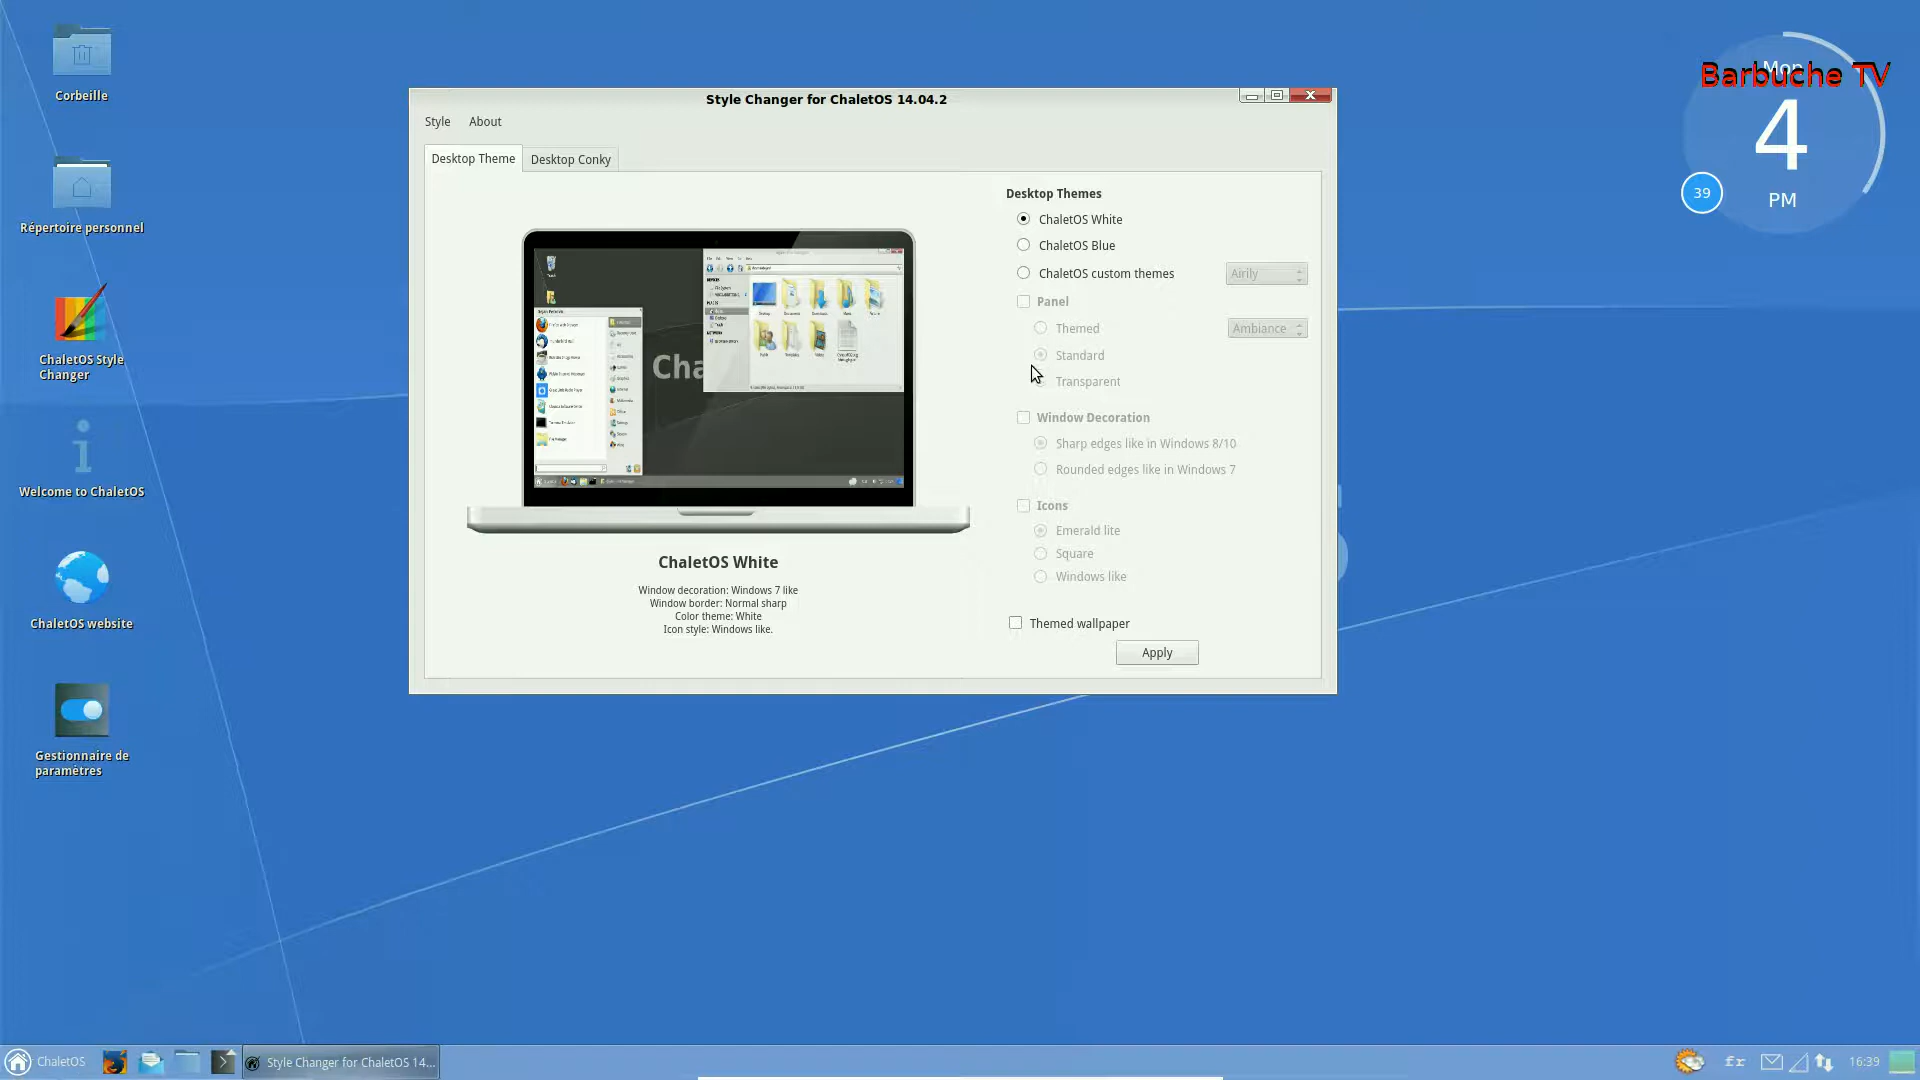 Corbeille
Répertoire personnel
ChaletOS Style
Changer
Welcome to ChaletOS
ChaletOS website
Gestionnaire de
paramètres
Style Changer for ChaletOS 14.04.2
Style About
Desktop Theme Desktop Conky
ChaletOS White
Window decoration: Windows 7 like
Window border: Normal sharp
Color theme: White
Icon style: Windows like.
Desktop Themes
ChaletOS White
ChaletOS Blue
ChaletOS custom themes Airily
Panel
Themed Ambiance
Standard
Transparent
Window Decoration
Sharp edges like in Windows 8/10
Rounded edges like in Windows 7
Icons
Emerald lite
Square
Windows like
Themed wallpaper
Apply
Mon
Barbuche TV
4
39
PM
ChaletOS
Style Changer for ChaletOS 14...
fr
16:39